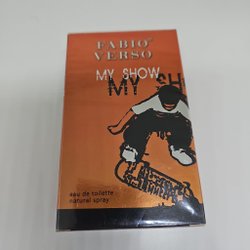 FABIO
VERSO
MY SHOW
MY SH
eau de toilette
natural spray